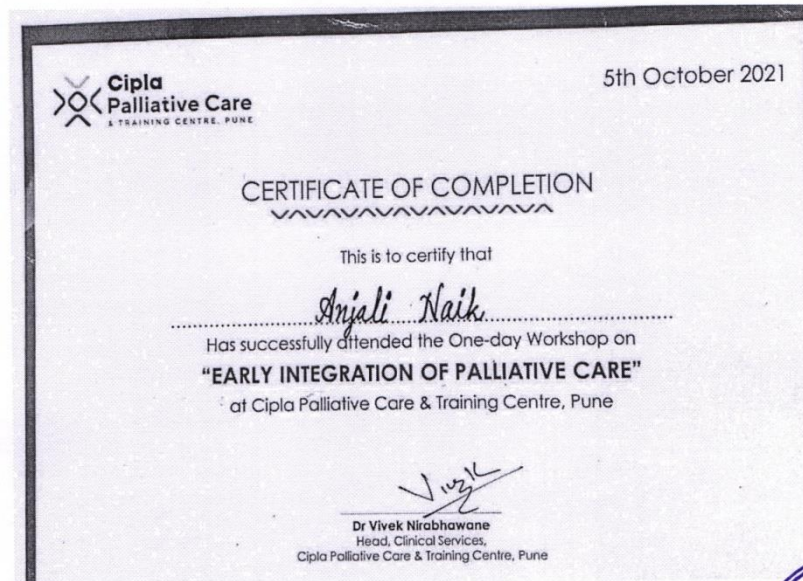 Cipla
Palliative Care
& TRAINING CENTRE, PUNE
5th October 2021
CERTIFICATE OF COMPLETION
This is to certify that
Anjali Naik
Has successfully attended the One-day Workshop on
"EARLY INTEGRATION OF PALLIATIVE CARE"
at Cipla Palliative Care & Training Centre, Pune
Vivek
Dr Vivek Nirabhawane
Head, Clinical Services,
Cipla Palliative Care & Training Centre, Pune